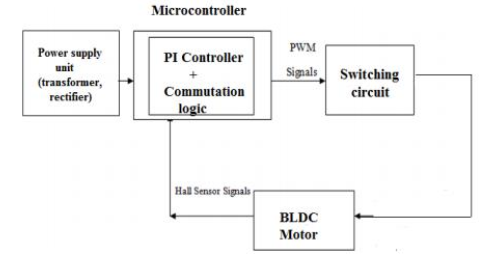 Microcontroller
Power supply
unit
(transformer,
rectifier)
PI Controller
+
Commutation
logic
PWM
Signals
Switching
circuit
Hall Sensor Signals
BLDC
Motor